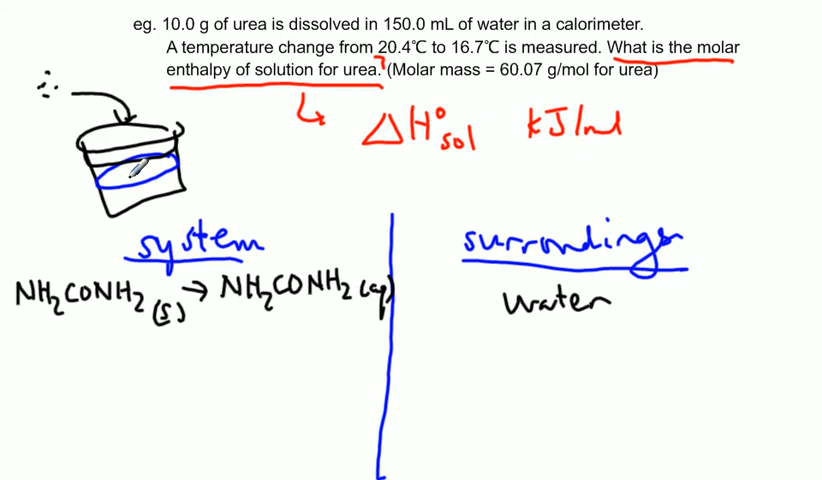 eg. 10.0 g of urea is dissolved in 150.0 mL of water in a calorimeter.
A temperature change from 20.4℃ to 16.7℃ is measured. What is the molar
enthalpy of solution for urea.? (Molar mass = 60.07 g/mol for urea)
ΔH°sol kJ/mol
system surrondings
NH₂CONH₂(s) → NH₂CONH₂(aq) water